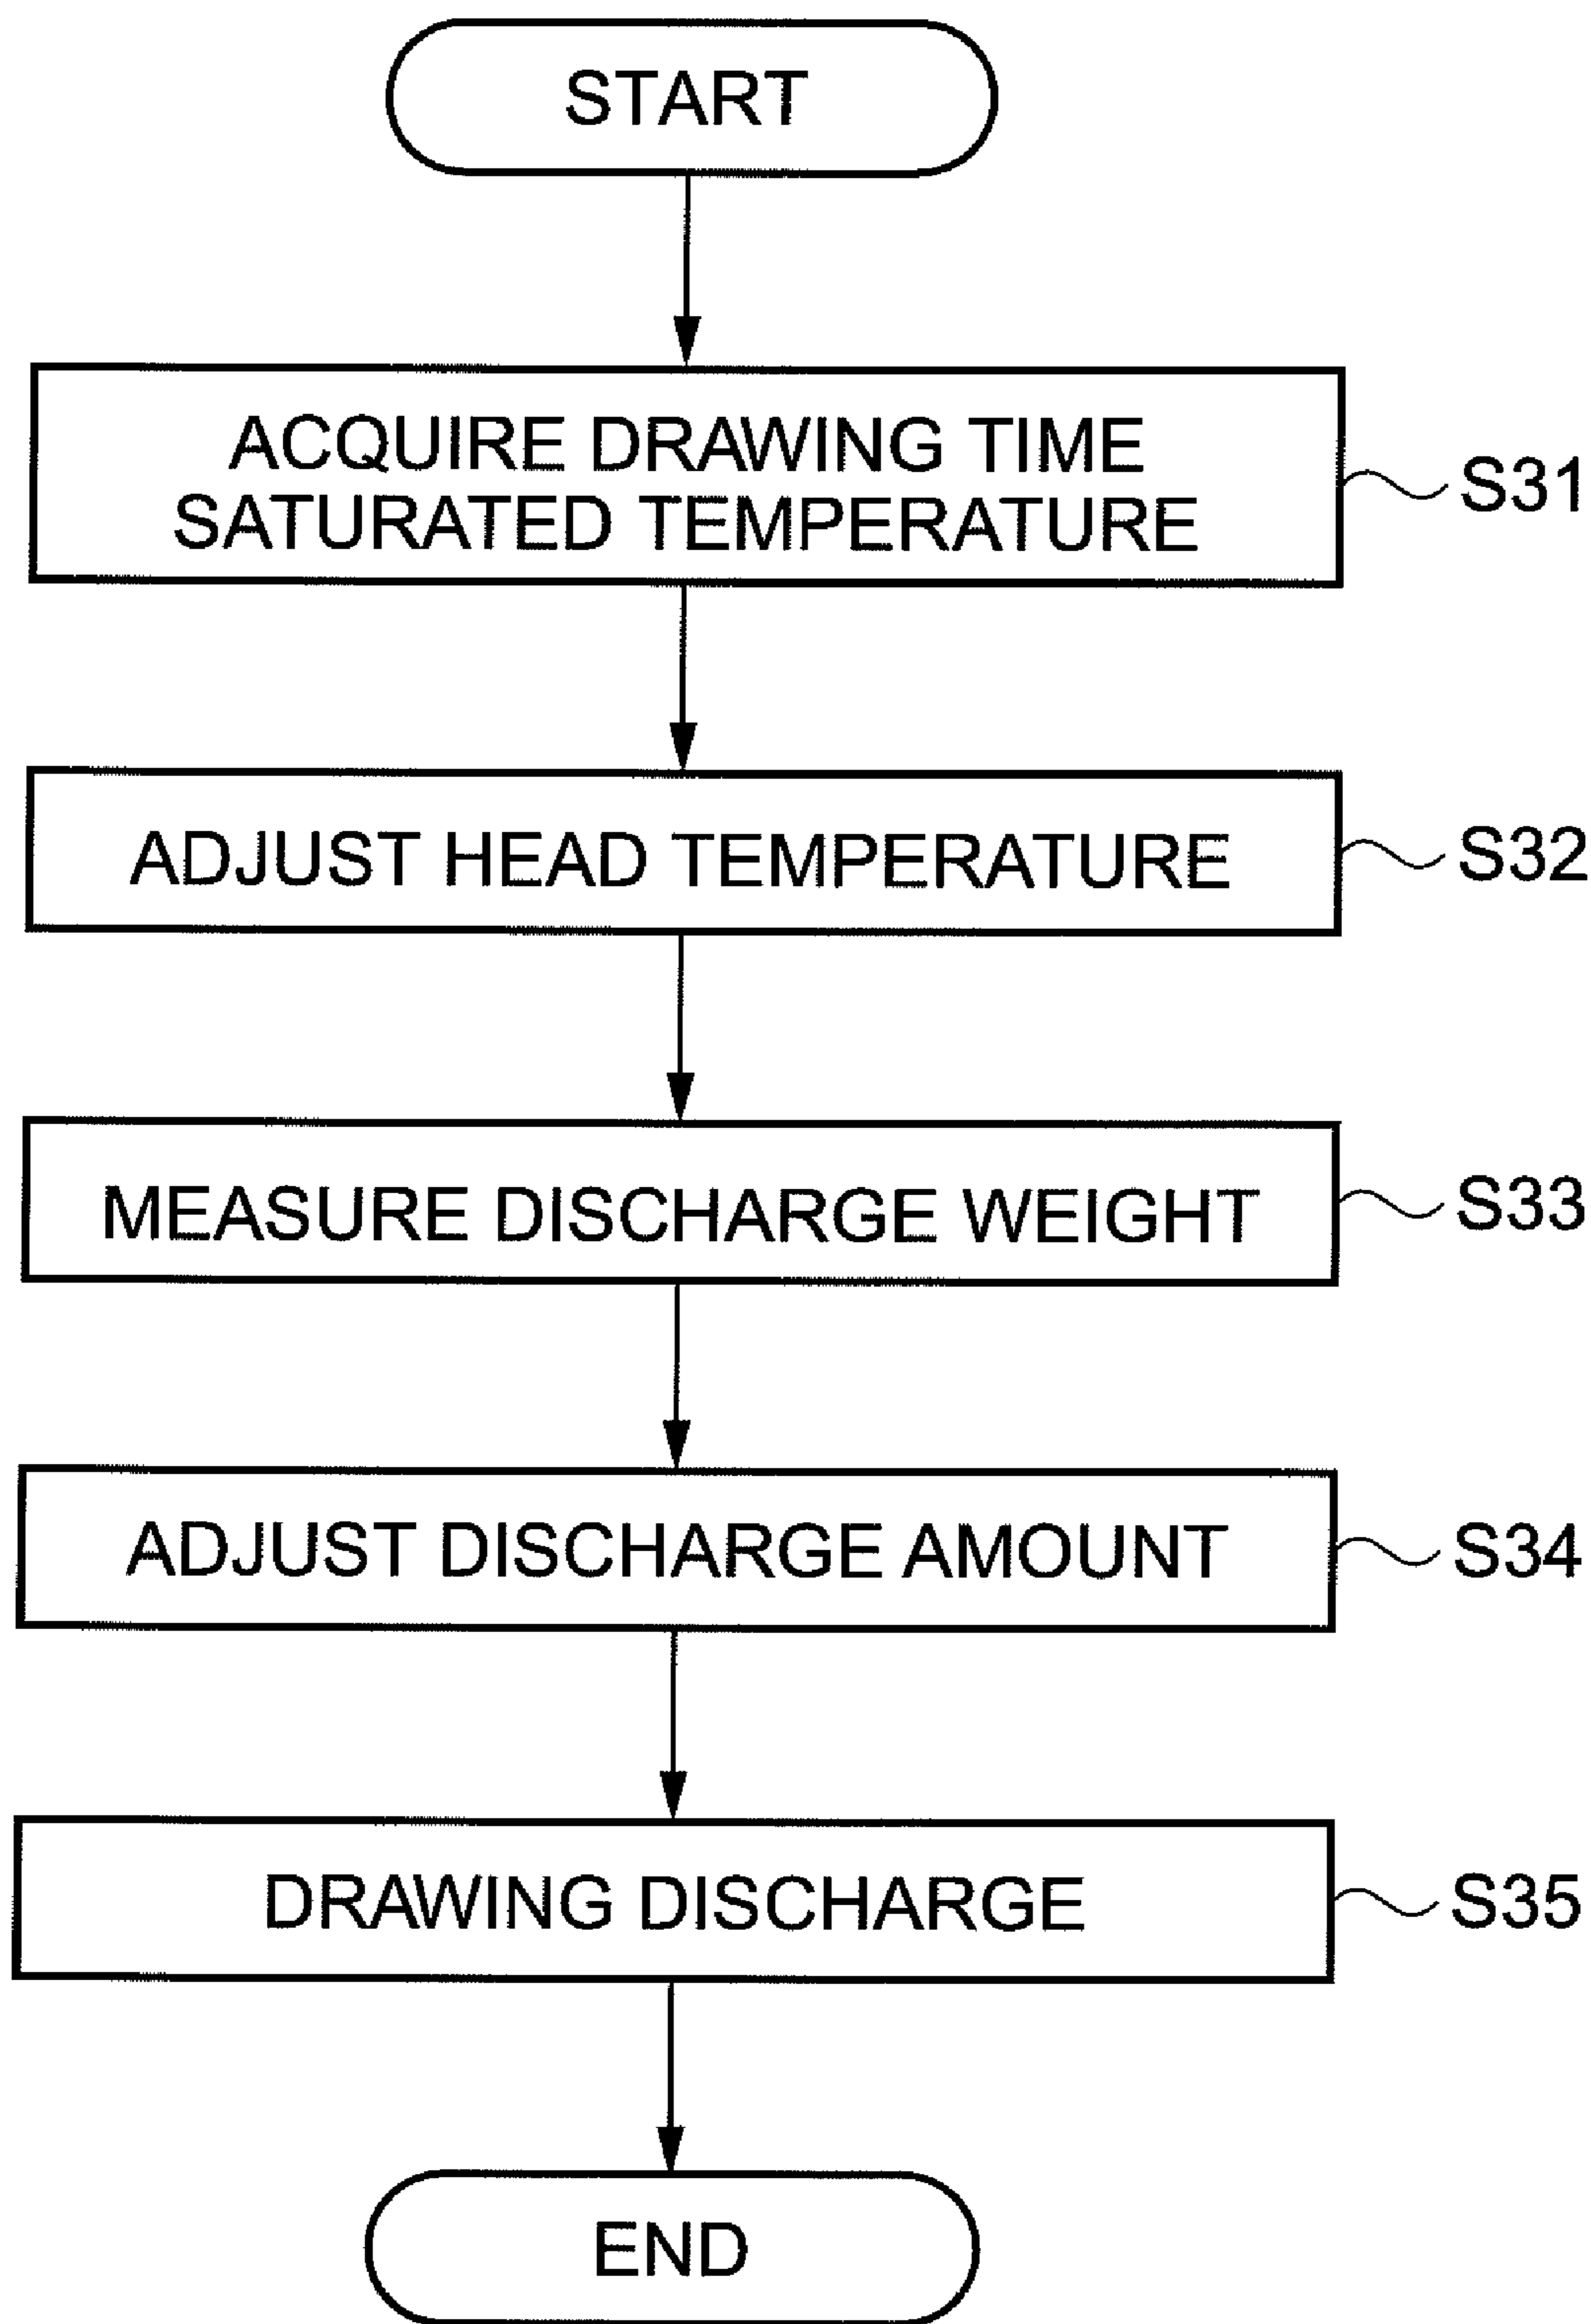 START
ACQUIRE DRAWING TIME
SATURATED TEMPERATURE
S31
ADJUST HEAD TEMPERATURE
S32
MEASURE DISCHARGE WEIGHT
S33
ADJUST DISCHARGE AMOUNT
S34
DRAWING DISCHARGE
S35
END